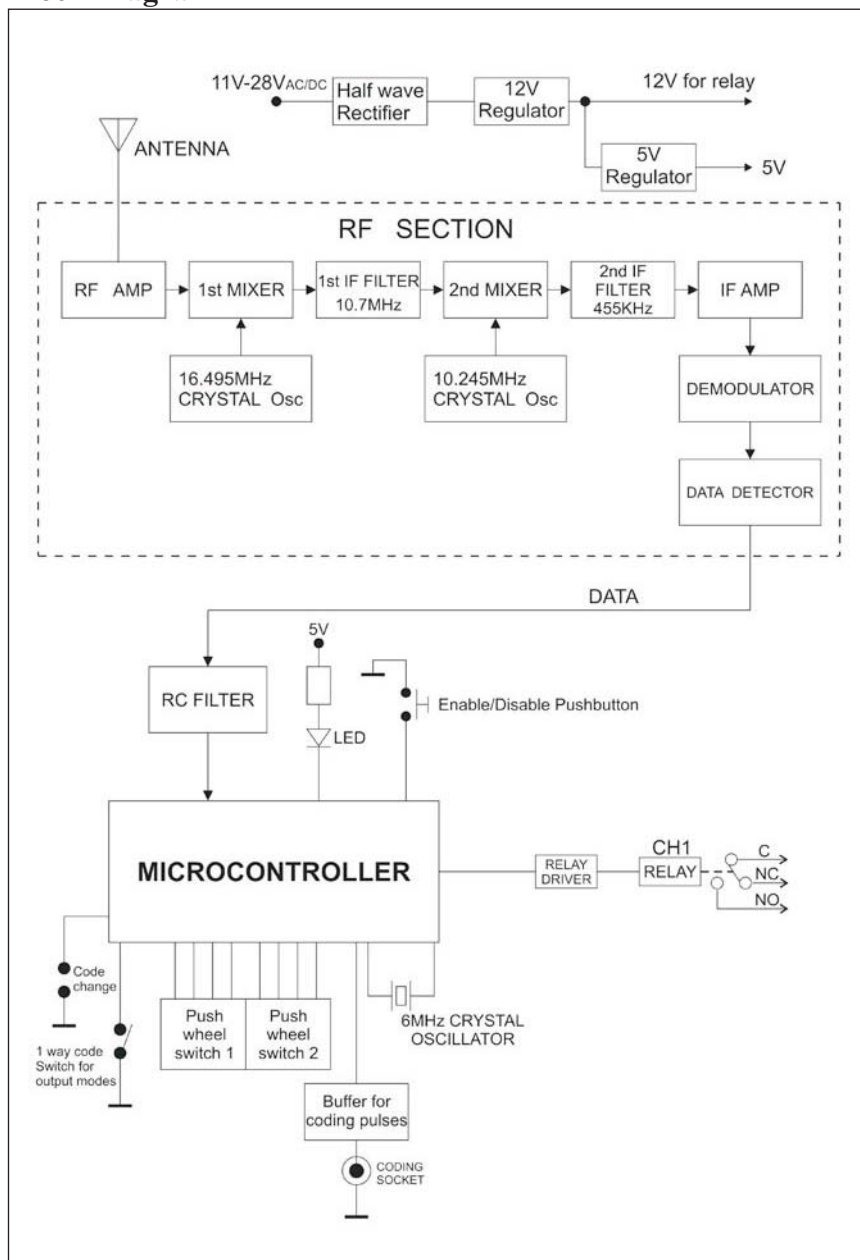 11V-28VAC/DC
Half wave
Rectifier
12V
Regulator
12V for relay
5V
Regulator
5V
ANTENNA
RF SECTION
RF AMP
1st MIXER
1st IF FILTER
10.7MHz
2nd MIXER
2nd IF
FILTER
455KHz
IF AMP
16.495MHz
CRYSTAL Osc
10.245MHz
CRYSTAL Osc
DEMODULATOR
DATA DETECTOR
DATA
RC FILTER
5V
LED
Enable/Disable Pushbutton
MICROCONTROLLER
RELAY
DRIVER
CH1
RELAY
C
NC
NO
Code
change
1 way code
Switch for
output modes
Push
wheel
switch 1
Push
wheel
switch 2
6MHz CRYSTAL
OSCILLATOR
Buffer for
coding pulses
CODING
SOCKET